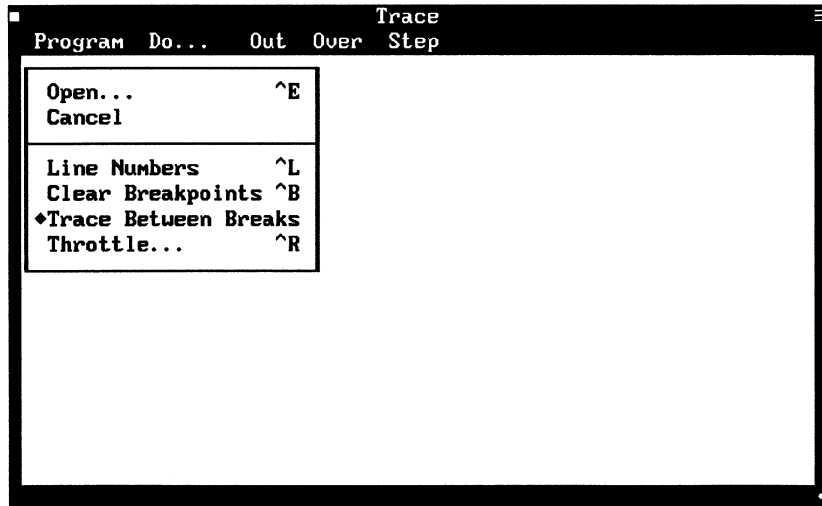 Trace
Program Do... Out Over Step
Open... ^E
Cancel
Line Numbers ^L
Clear Breakpoints ^B
◆Trace Between Breaks
Throttle... ^R